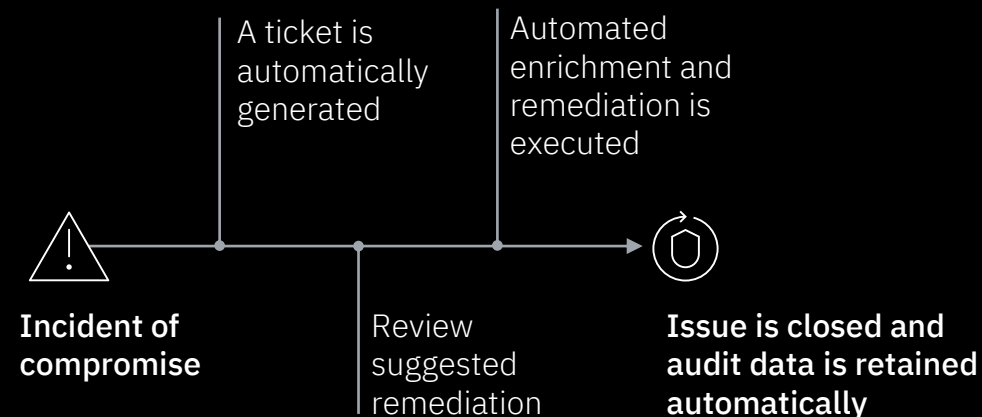 A ticket is
automatically
generated
Automated
enrichment and
remediation is
executed
Incident of
compromise
Review
suggested
remediation
Issue is closed and
audit data is retained
automatically